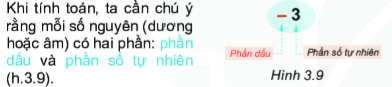 Khi tính toán, ta cần chú ý
rằng mỗi số nguyên (dương
hoặc âm) có hai phần: phần
dấu và phần số tự nhiên
(h.3.9).
– 3
Phần dấu
Phần số tự nhiên
Hình 3.9